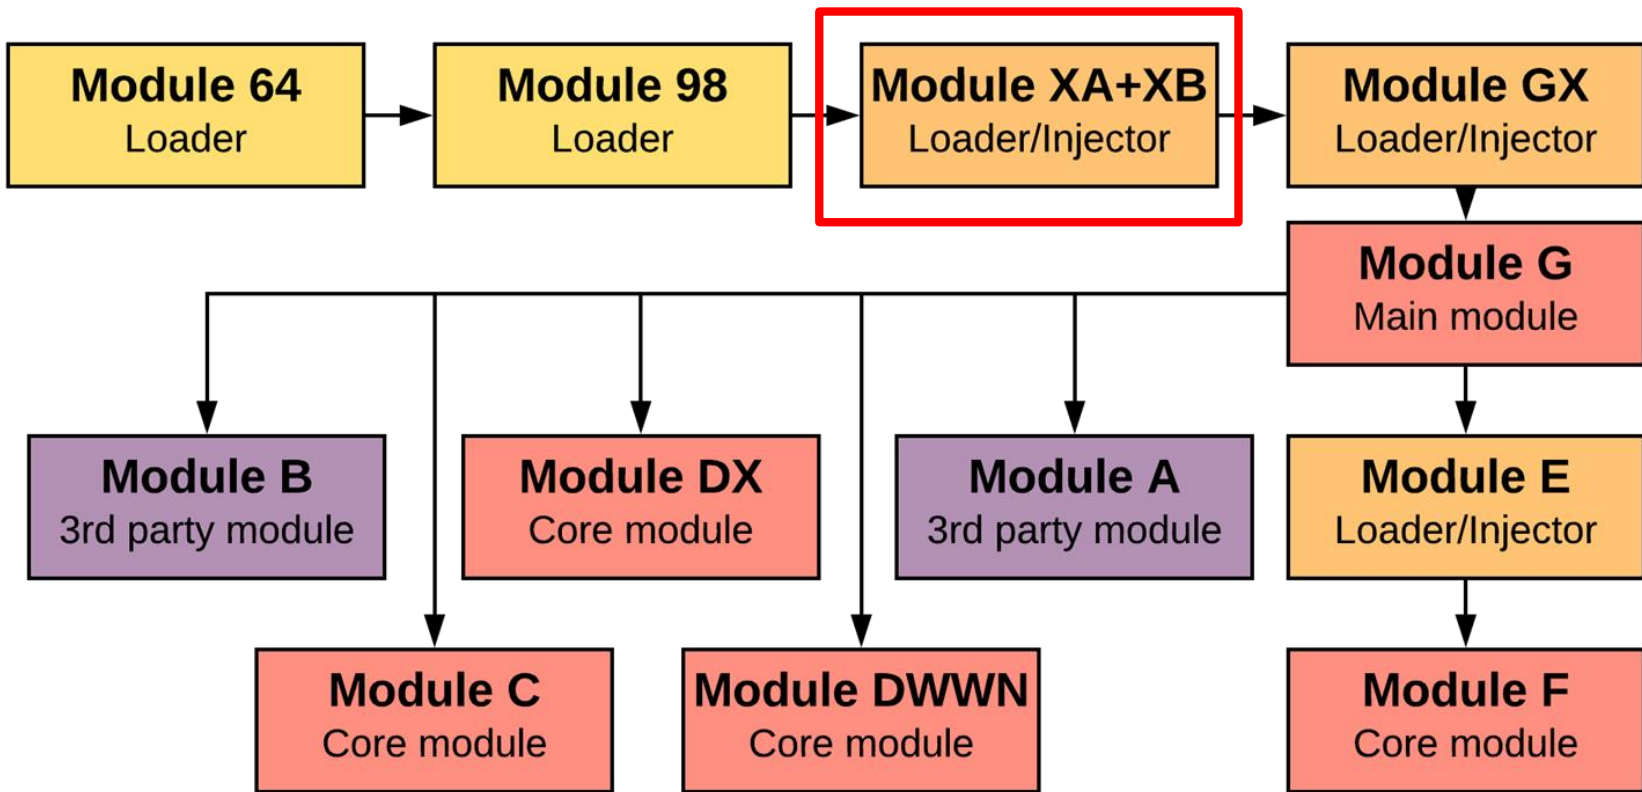 Module 64
Loader
Module 98
Loader
Module XA+XB
Loader/Injector
Module GX
Loader/Injector
Module G
Main module
Module B
3rd party module
Module DX
Core module
Module A
3rd party module
Module E
Loader/Injector
Module C
Core module
Module DWWN
Core module
Module F
Core module